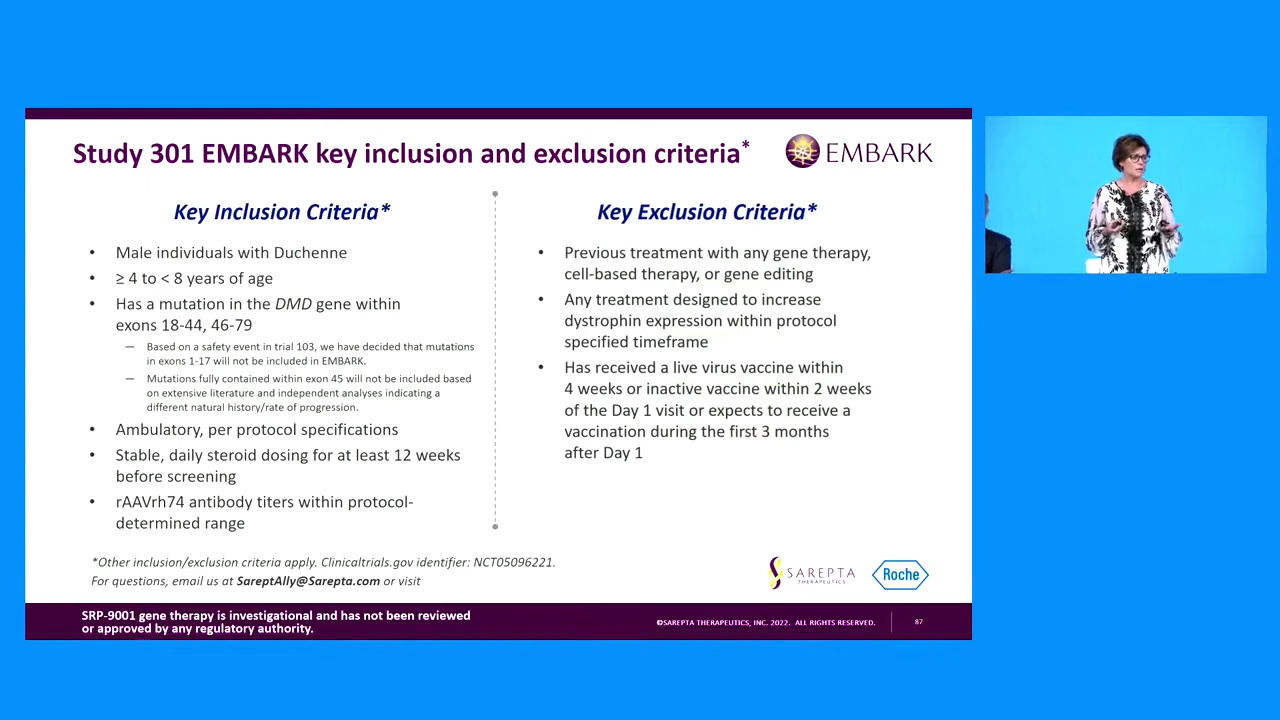 Study 301 EMBARK key inclusion and exclusion criteria*
EMBARK
Key Inclusion Criteria*
• Male individuals with Duchenne
• ≥ 4 to < 8 years of age
• Has a mutation in the DMD gene within
exons 18-44, 46-79
— Based on a safety event in trial 103, we have decided that mutations
in exons 1-17 will not be included in EMBARK.
— Mutations fully contained within exon 45 will not be included based
on extensive literature and independent analyses indicating a
different natural history/rate of progression.
• Ambulatory, per protocol specifications
• Stable, daily steroid dosing for at least 12 weeks
before screening
• rAAVrh74 antibody titers within protocol-
determined range
Key Exclusion Criteria*
• Previous treatment with any gene therapy,
cell-based therapy, or gene editing
• Any treatment designed to increase
dystrophin expression within protocol
specified timeframe
• Has received a live virus vaccine within
4 weeks or inactive vaccine within 2 weeks
of the Day 1 visit or expects to receive a
vaccination during the first 3 months
after Day 1
*Other inclusion/exclusion criteria apply. Clinicaltrials.gov identifier: NCT05096221.
For questions, email us at SareptAlly@Sarepta.com or visit
SAREPTA
THERAPEUTICS
Roche
SRP-9001 gene therapy is investigational and has not been reviewed
or approved by any regulatory authority.
©SAREPTA THERAPEUTICS, INC. 2022. ALL RIGHTS RESERVED.
87